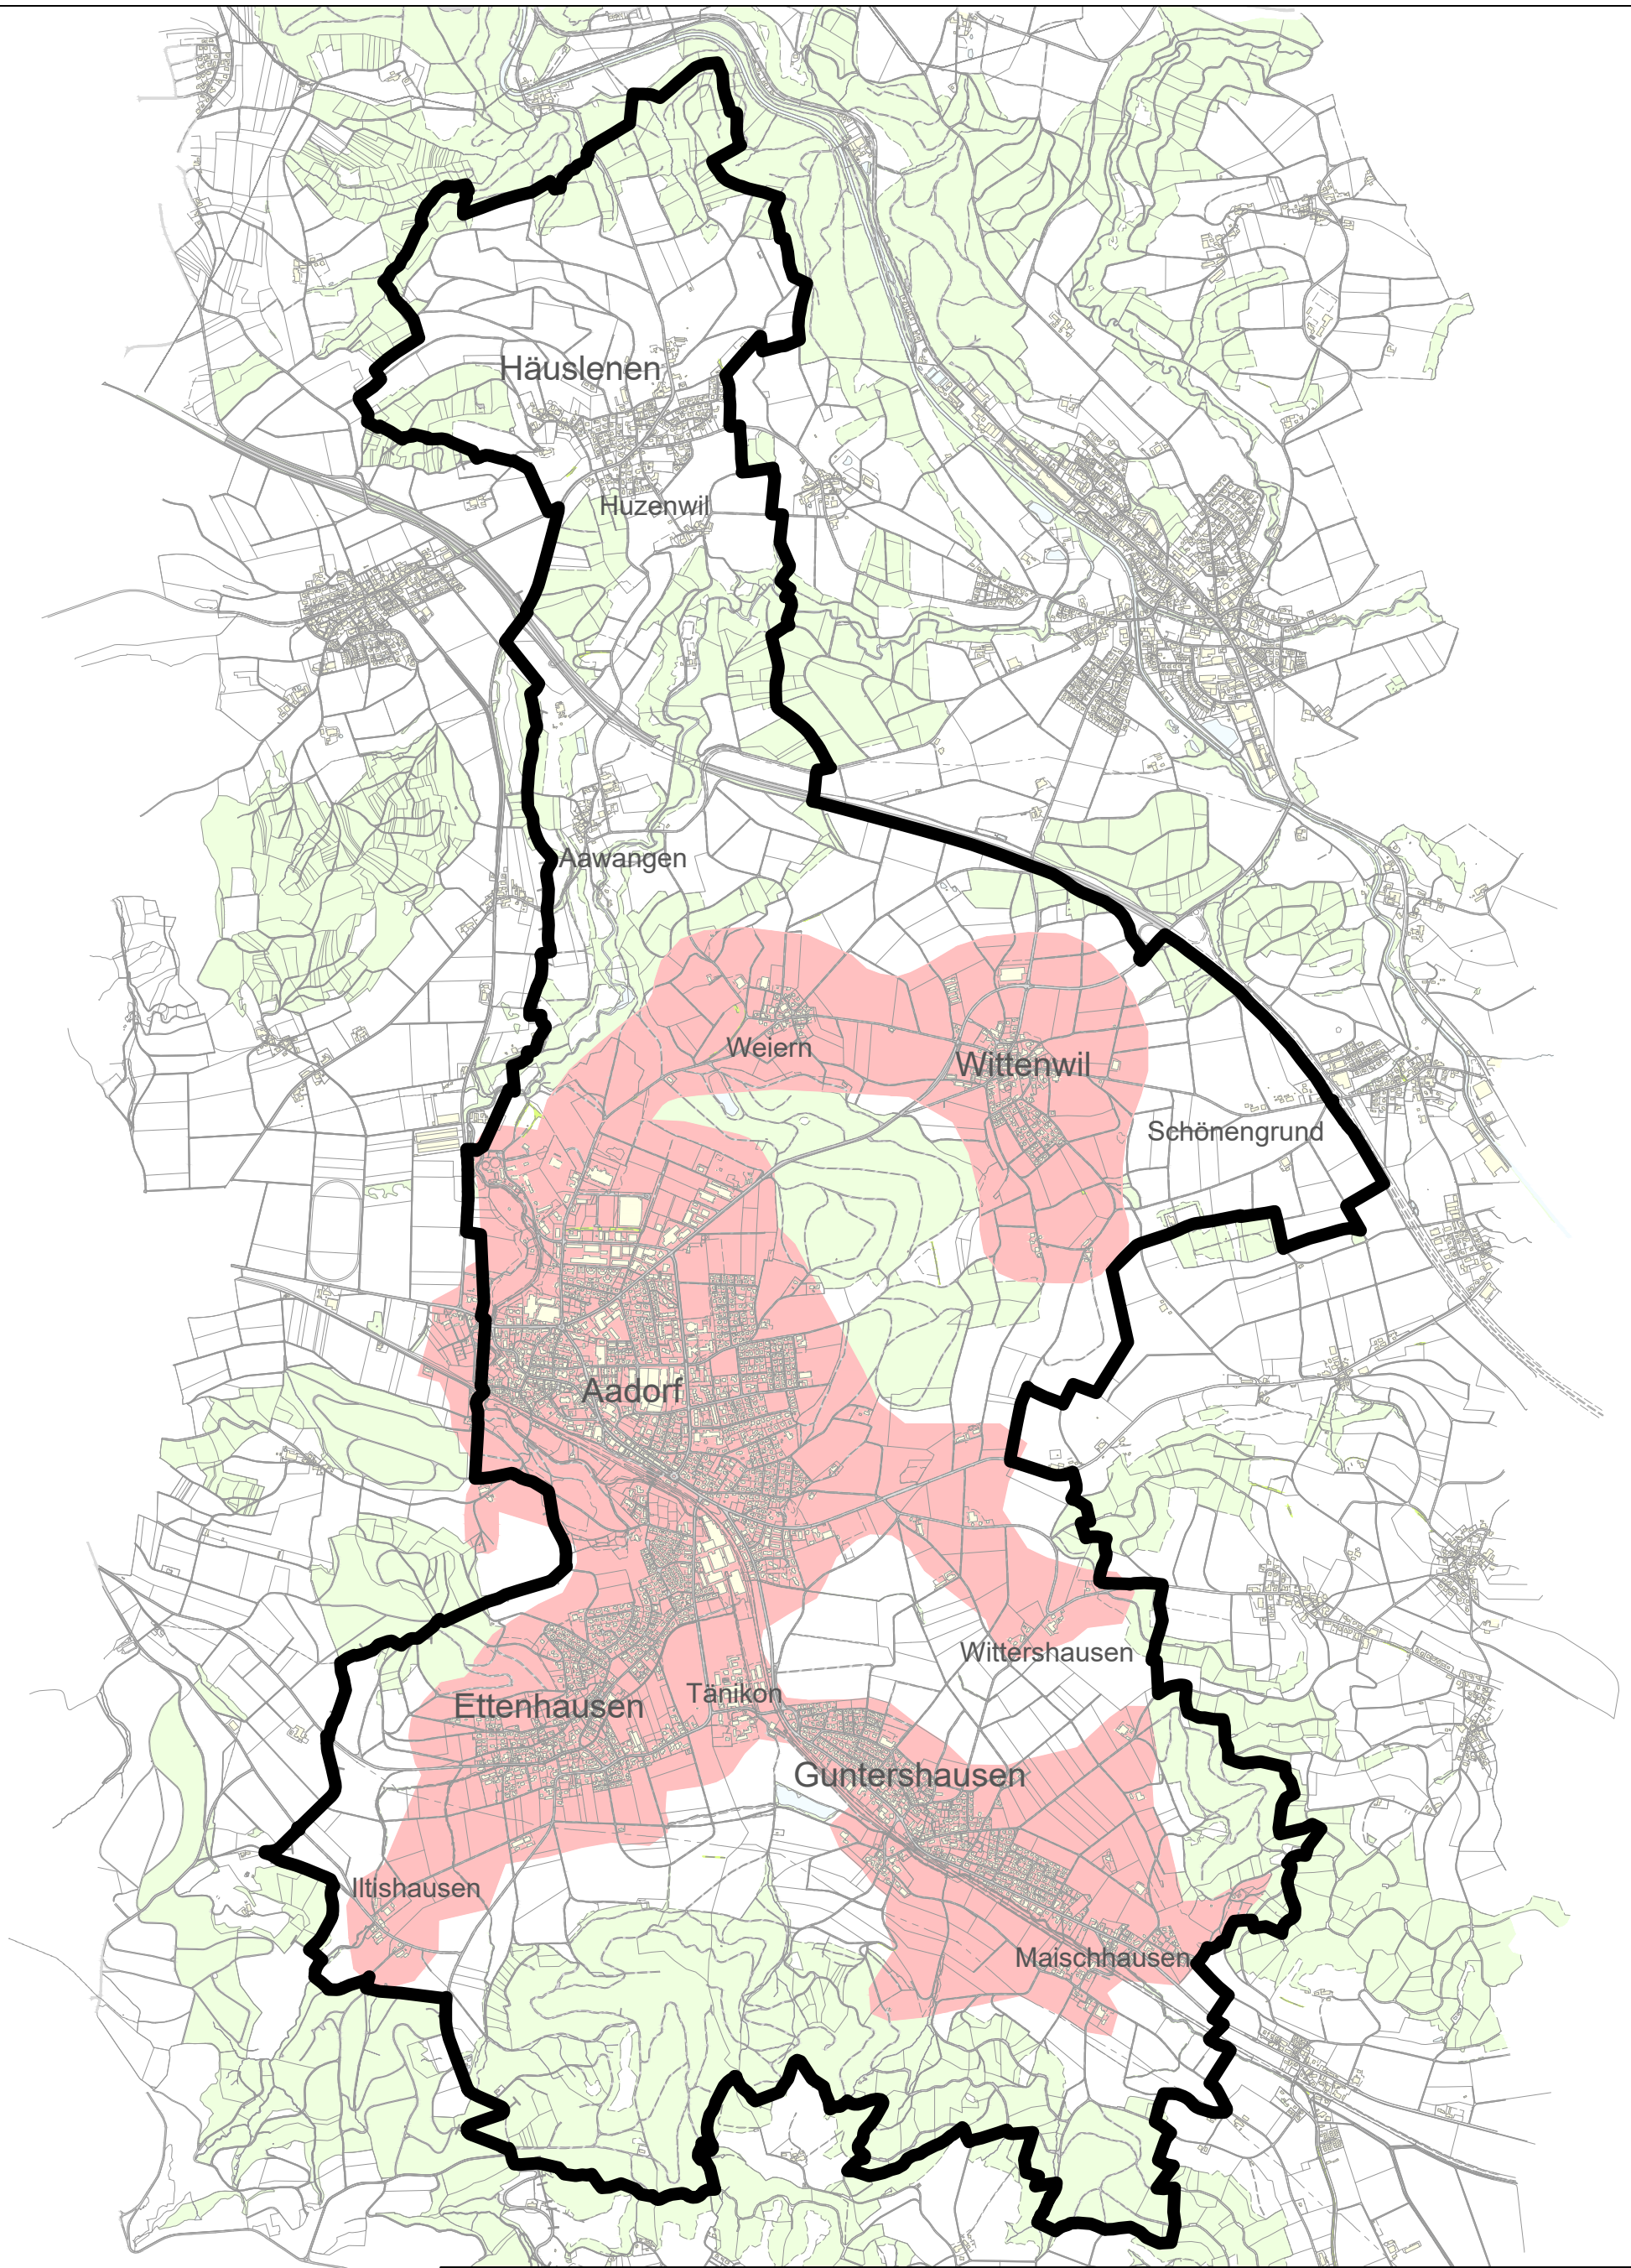 Häuslenen
Huzenwil
Aawangen
Weiern
Wittenwil
Schönengrund
Aadorf
Wittershausen
Tänikon
Ettenhausen
Guntershausen
Iltishausen
Maischhausen